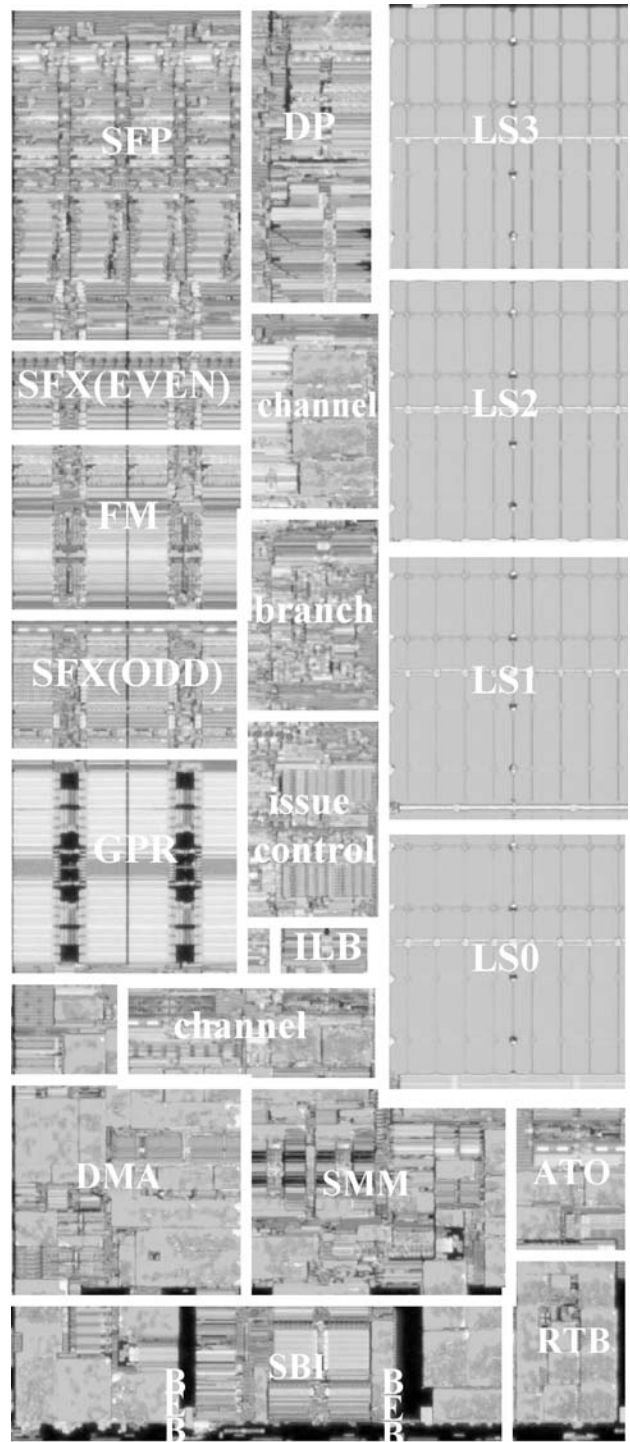 SFP
DP
LS3
SFX(EVEN)
channel
LS2
FM
branch
SFX(ODD)
LS1
GPR
issue
control
ILB
LS0
channel
DMA
SMM
ATO
SBI
RTB
B
E
B
B
E
B